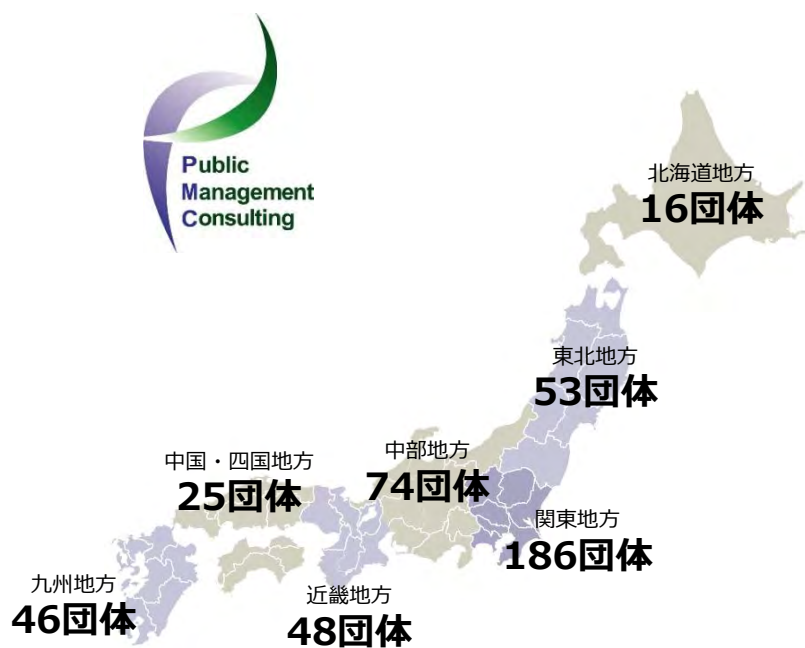 Public
Management
Consulting
北海道地方
16団体
東北地方
53団体
中部地方
74団体
中国・四国地方
25団体
関東地方
186団体
九州地方
46団体
近畿地方
48団体